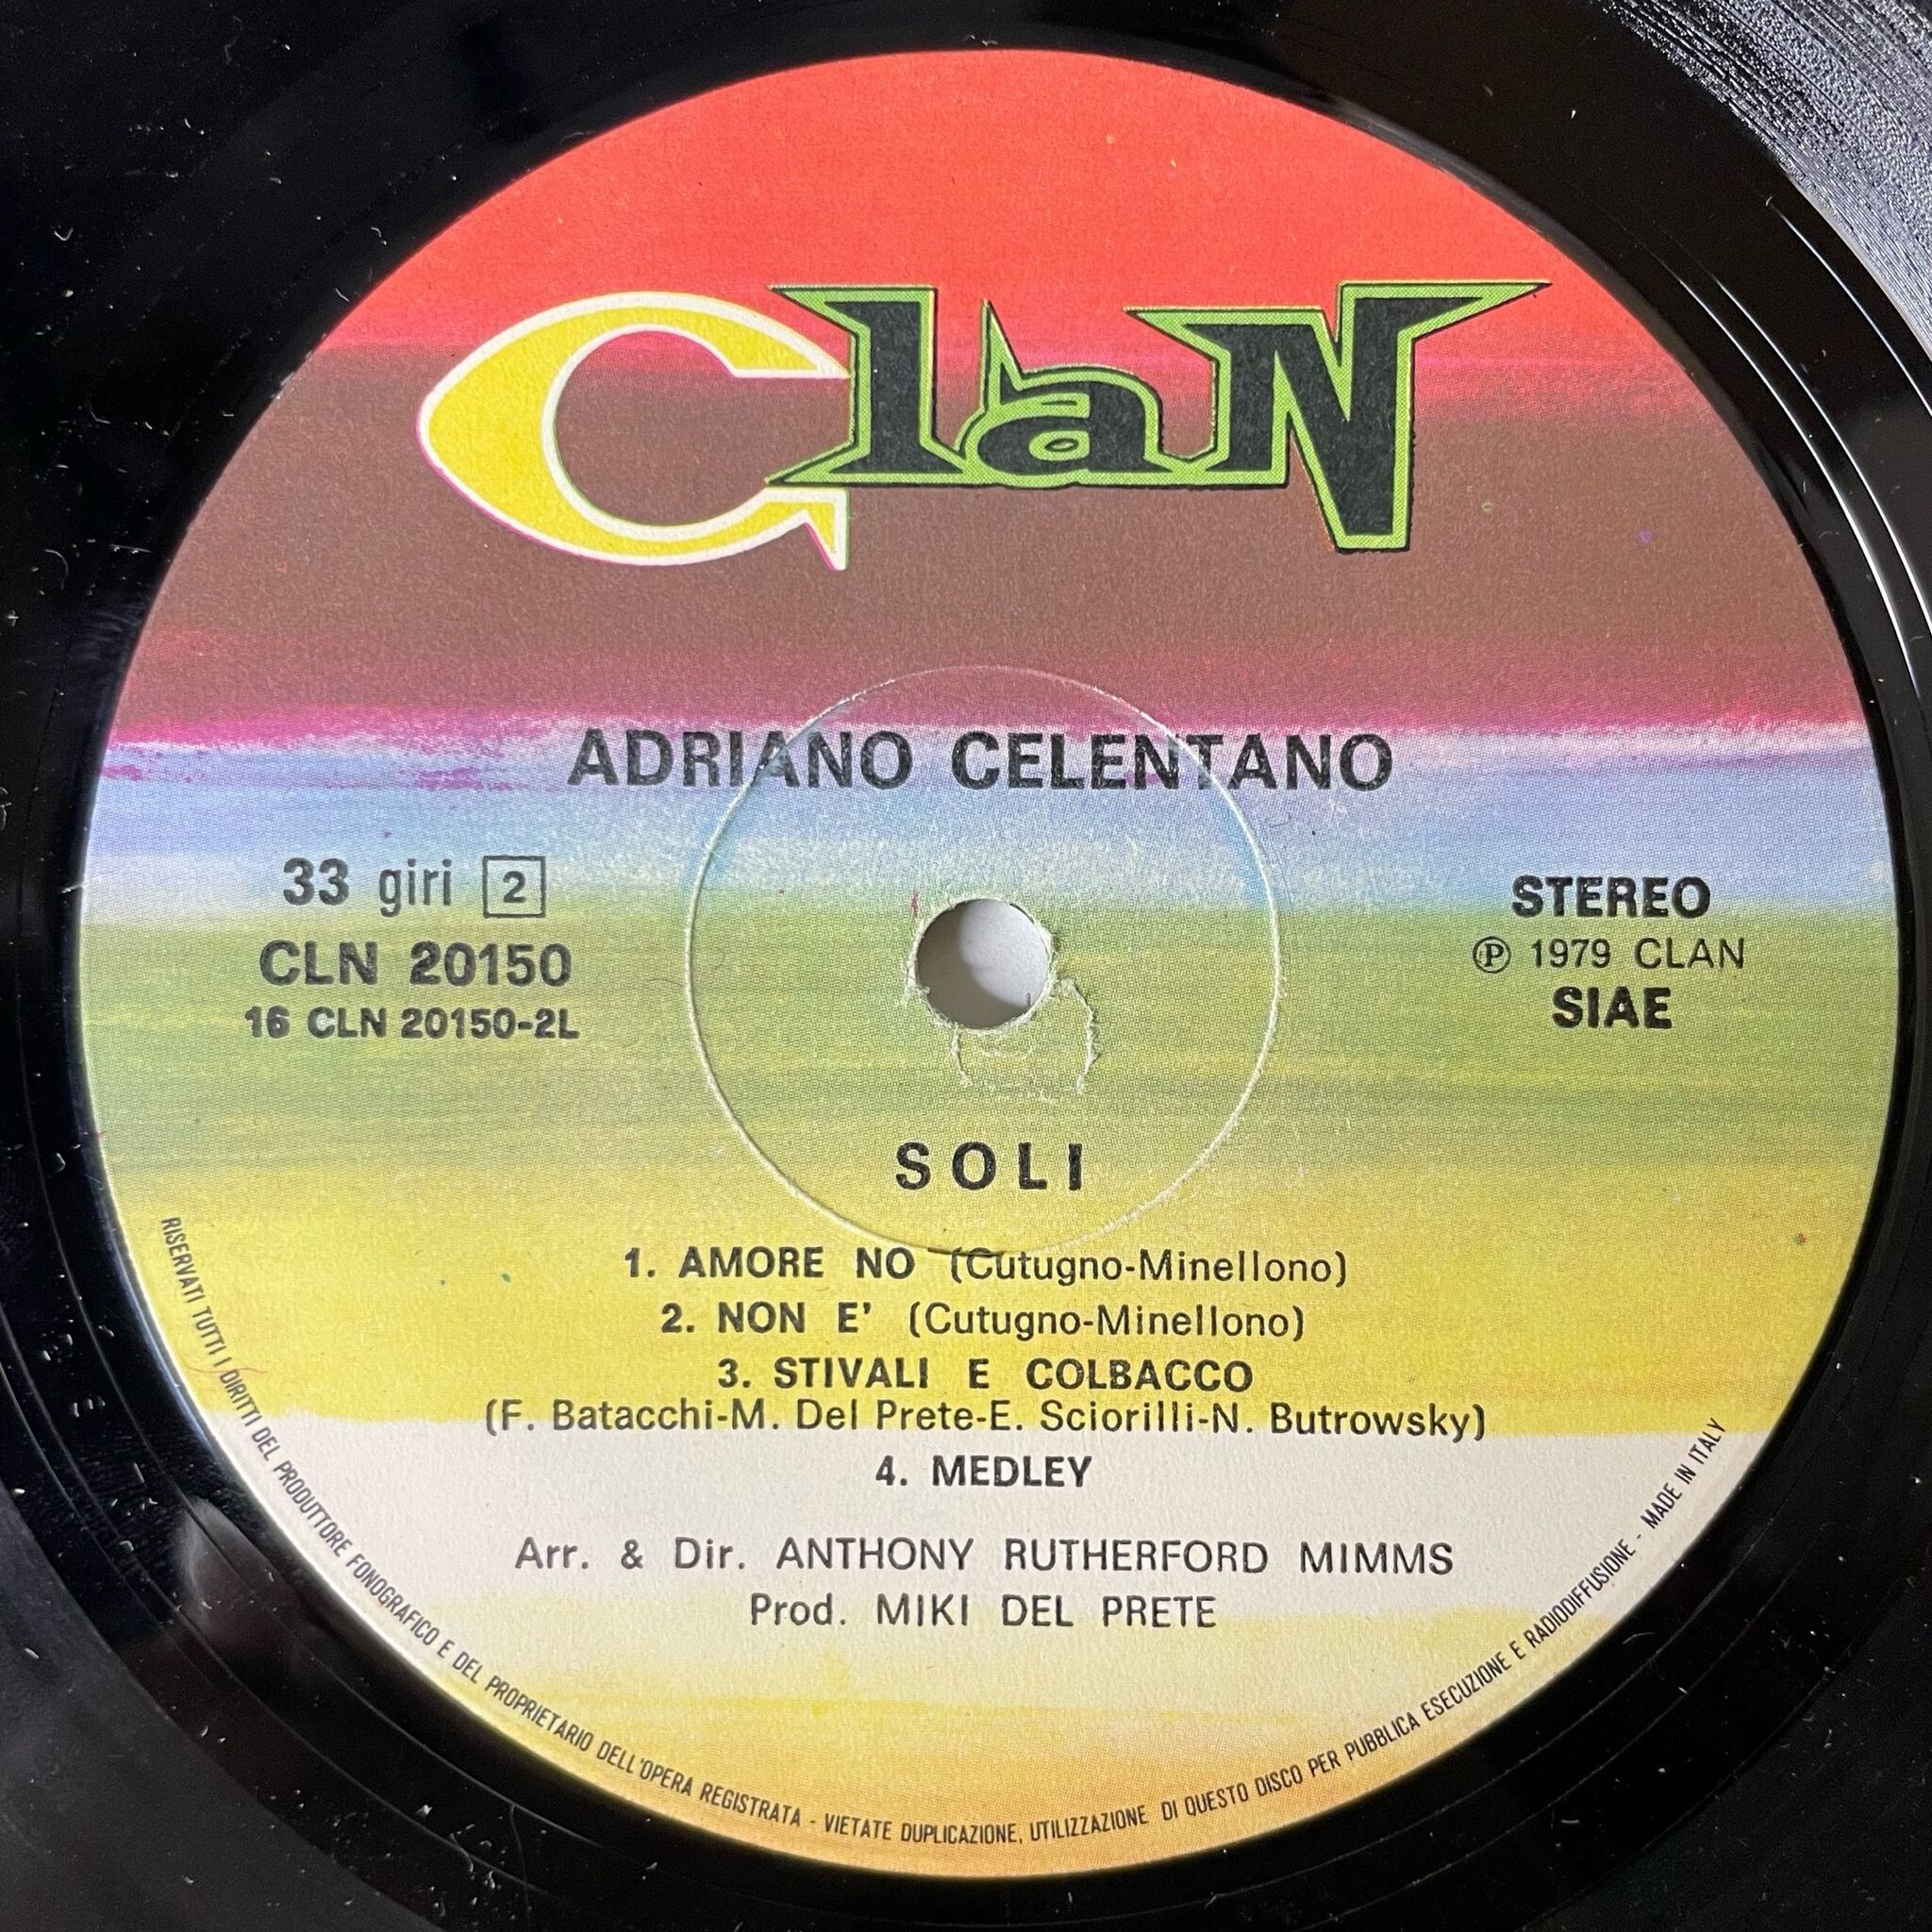 Clan
ADRIANO CELENTANO
33 giri 2
CLN 20150
16 CLN 20150-2L
STEREO
℗ 1979 CLAN
SIAE
SOLI
1. AMORE NO (Cutugno-Minellono)
2. NON E' (Cutugno-Minellono)
3. STIVALI E COLBACCO
(F. Batacchi-M. Del Prete-E. Sciorilli-N. Butrowsky)
4. MEDLEY
Arr. & Dir. ANTHONY RUTHERFORD MIMMS
Prod. MIKI DEL PRETE
RISERVATI TUTTI I DIRITTI DEL PRODUTTORE FONOGRAFICO E DEL PROPRIETARIO DELL'OPERA REGISTRATA - VIETATE DUPLICAZIONE, UTILIZZAZIONE DI QUESTO DISCO PER PUBBLICA ESECUZIONE E RADIODIFFUSIONE - MADE IN ITALY